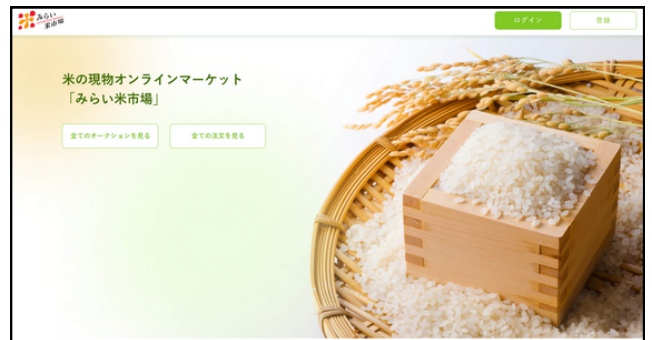 みらい
米市場
ログイン
登録
米の現物オンラインマーケット
「みらい米市場」
全てのオークションを見る
全ての注文を見る